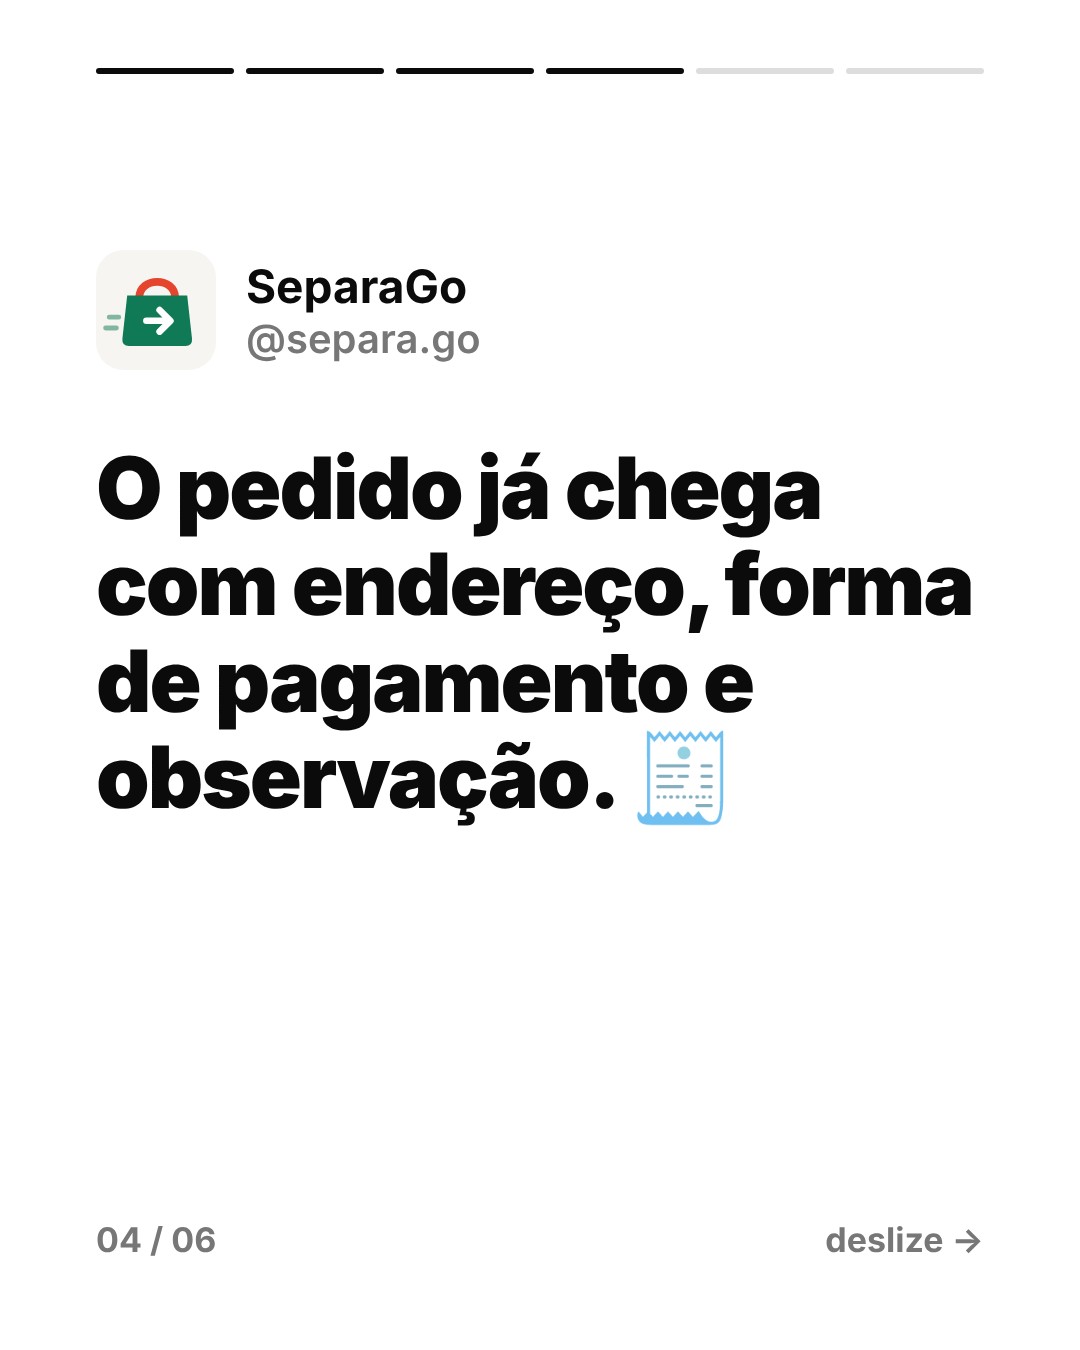 SeparaGo
@separa.go
O pedido já chega
com endereço, forma
de pagamento e
observação. 🧾
04 / 06
deslize →